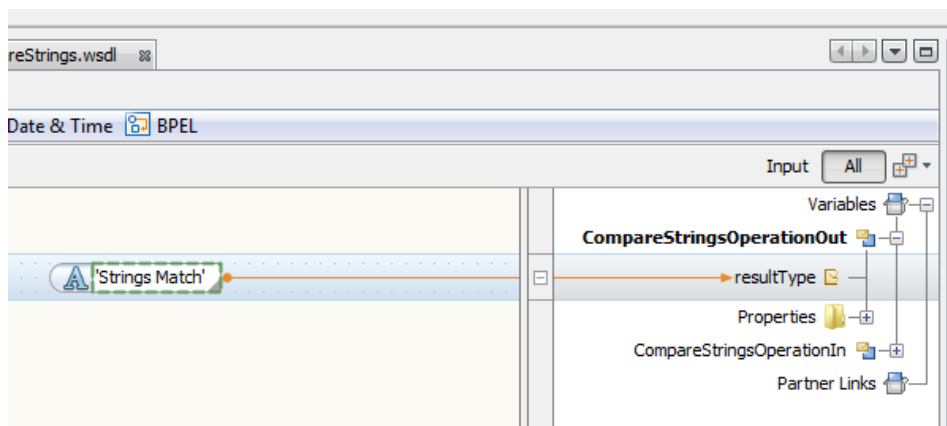 reStrings.wsdl
Date & Time BPEL
Input All
Variables
CompareStringsOperationOut
'Strings Match' resultType
Properties
CompareStringsOperationIn
Partner Links